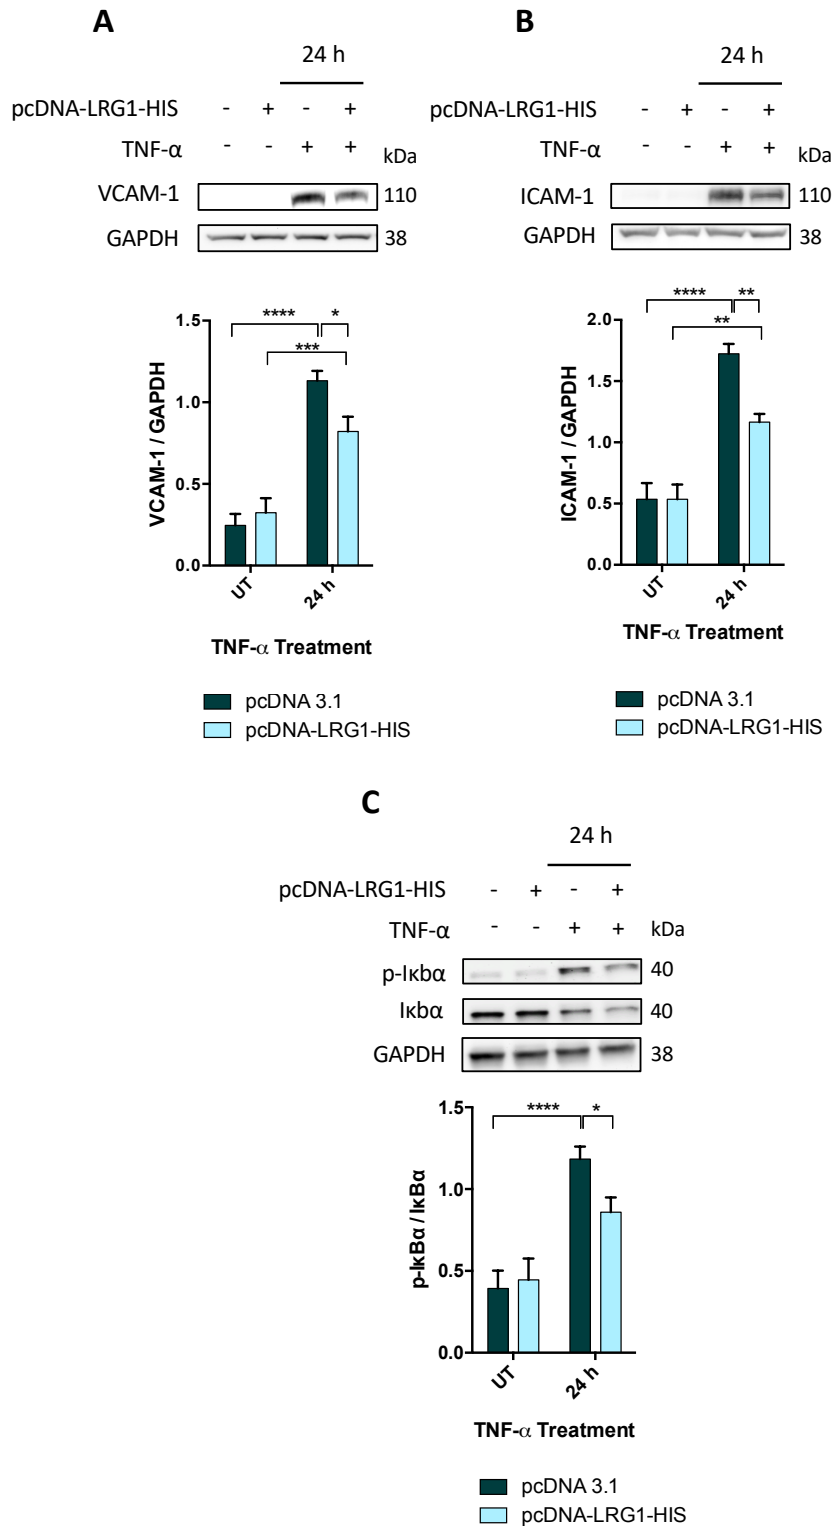 A
24 h
pcDNA-LRG1-HIS - + - +
TNF-α - - + + kDa
VCAM-1 110
GAPDH 38
**** *
***
1.5
1.0
0.5
0.0
VCAM-1 / GAPDH
UT 24 h
TNF-α Treatment
pcDNA 3.1
pcDNA-LRG1-HIS
B
24 h
pcDNA-LRG1-HIS - + - +
TNF-α - - + + kDa
ICAM-1 110
GAPDH 38
**** **
**
2.0
1.5
1.0
0.5
0.0
ICAM-1 / GAPDH
UT 24 h
TNF-α Treatment
pcDNA 3.1
pcDNA-LRG1-HIS
C
24 h
pcDNA-LRG1-HIS - + - +
TNF-α - - + + kDa
p-Iκbα 40
Iκbα 40
GAPDH 38
**** *
1.5
1.0
0.5
0.0
p-IκBα / IκBα
UT 24 h
TNF-α Treatment
pcDNA 3.1
pcDNA-LRG1-HIS